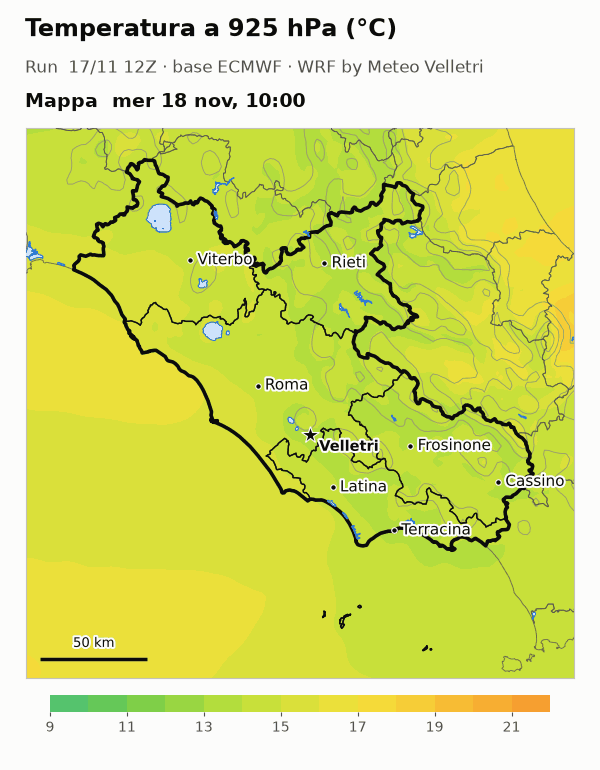 Temperatura a 925 hPa (°C)
Run  17/11 12Z · base ECMWF · WRF by Meteo Velletri
Mappa  mer 18 nov, 10:00
Viterbo
Rieti
Roma
Velletri
Frosinone
Latina
Cassino
Terracina
50 km
9 11 13 15 17 19 21